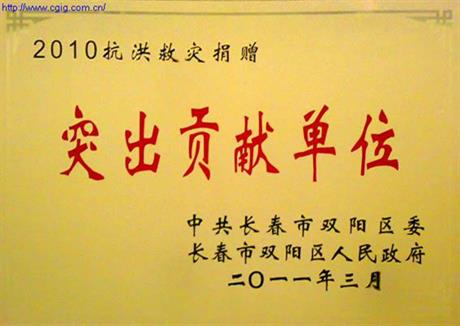 http://www.cgig.com.cn/
2010抗洪救灾捐赠
突出贡献单位
中共长春市双阳区委
长春市双阳区人民政府
二〇一一年三月